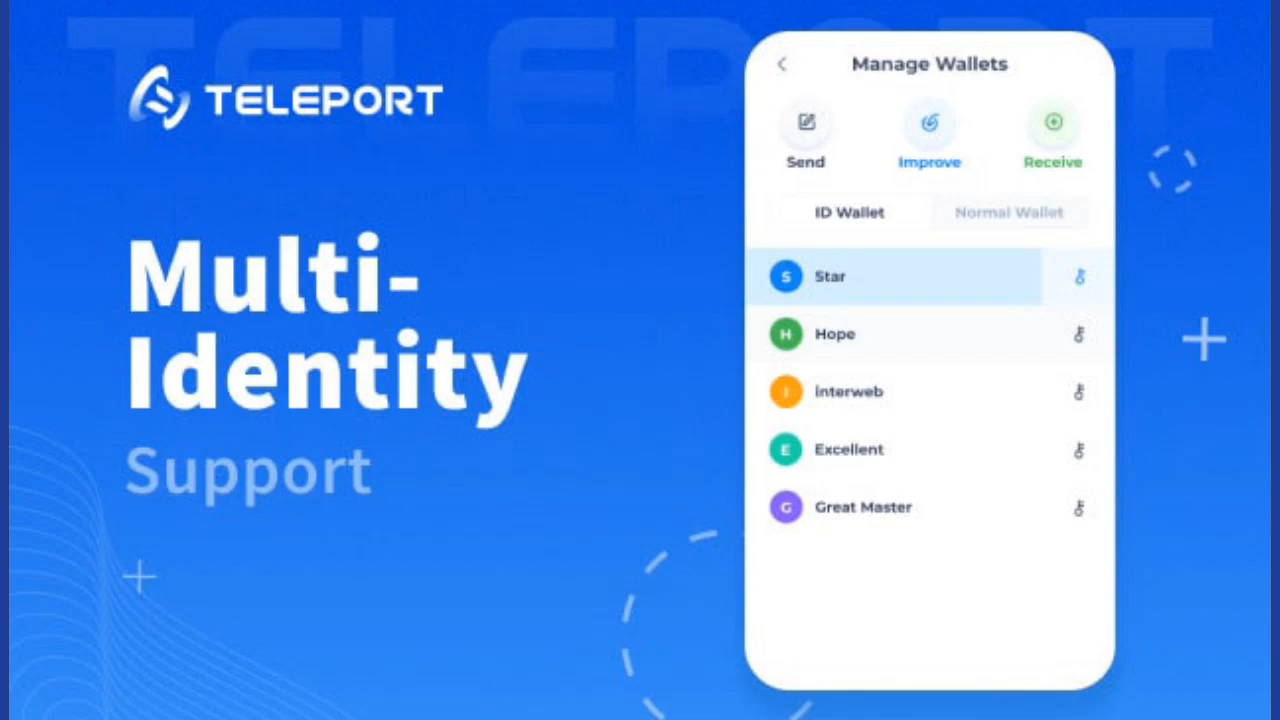 TELEPORT
TELEPORT
Multi-
Identity
Support
Manage Wallets
Send
Improve
Receive
ID Wallet
Normal Wallet
S
Star
H
Hope
I
interweb
E
Excellent
G
Great Master